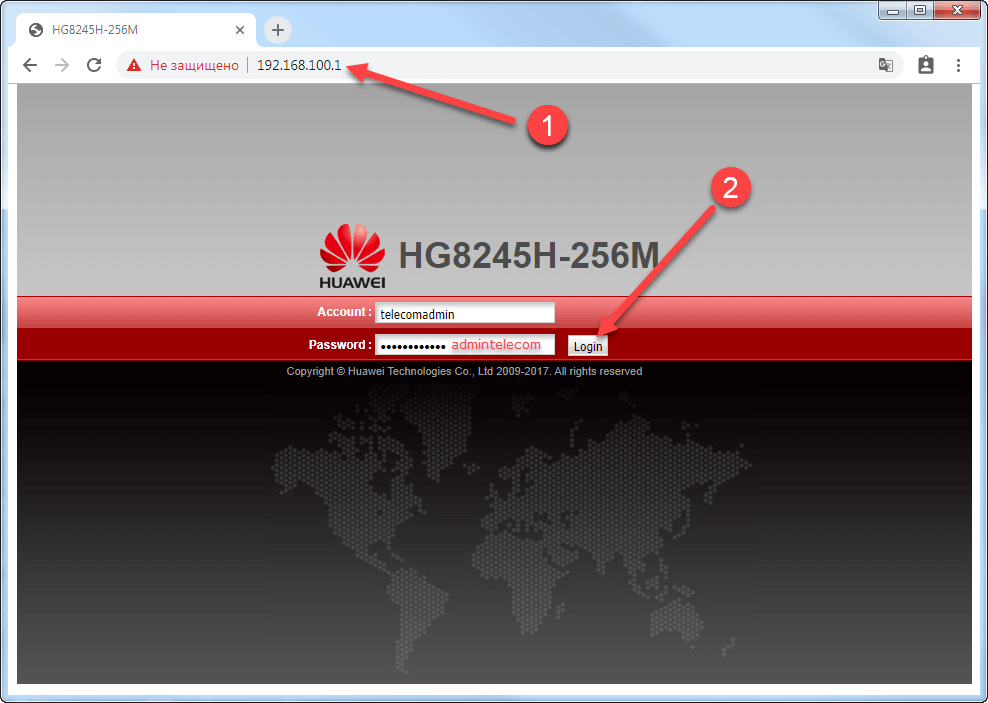 HG8245H-256M
Не защищено
192.168.100.1
1
2
HUAWEI
HG8245H-256M
Account :
telecomadmin
Password :
•••••••••••• admintelecom
Login
Copyright © Huawei Technologies Co., Ltd 2009-2017. All rights reserved